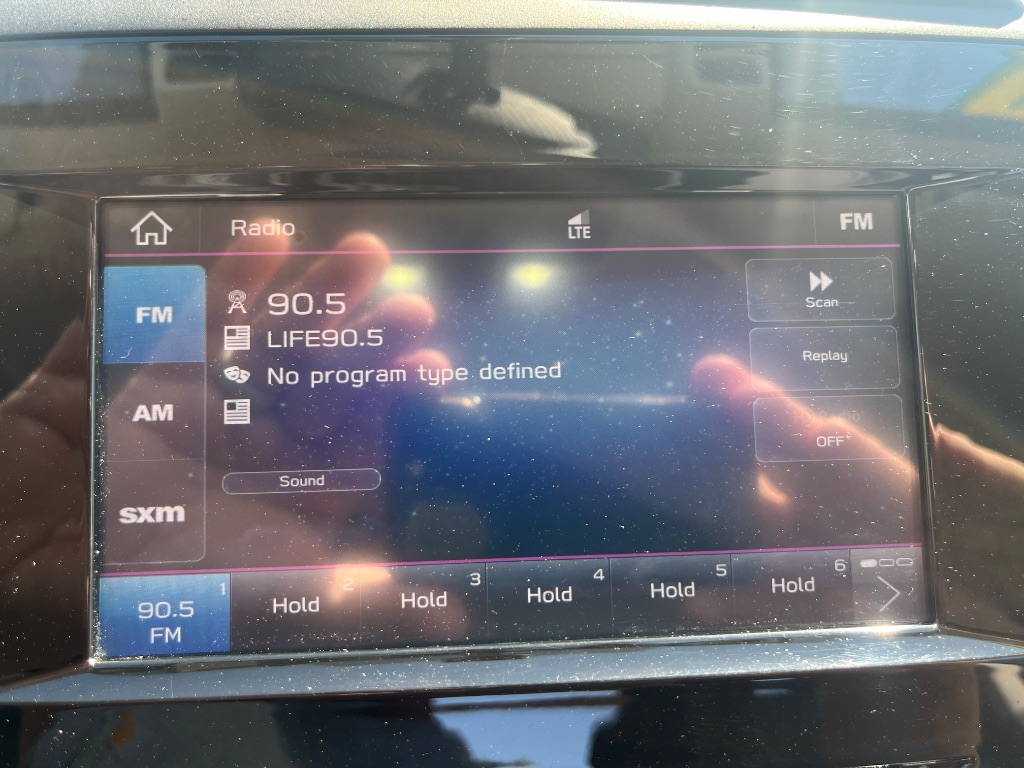 Radio
LTE
FM
FM
90.5
Scan
LIFE90.5
Replay
No program type defined
AM
OFF
Sound
sxm
1
2
3
4
5
6
90.5
FM
Hold
Hold
Hold
Hold
Hold